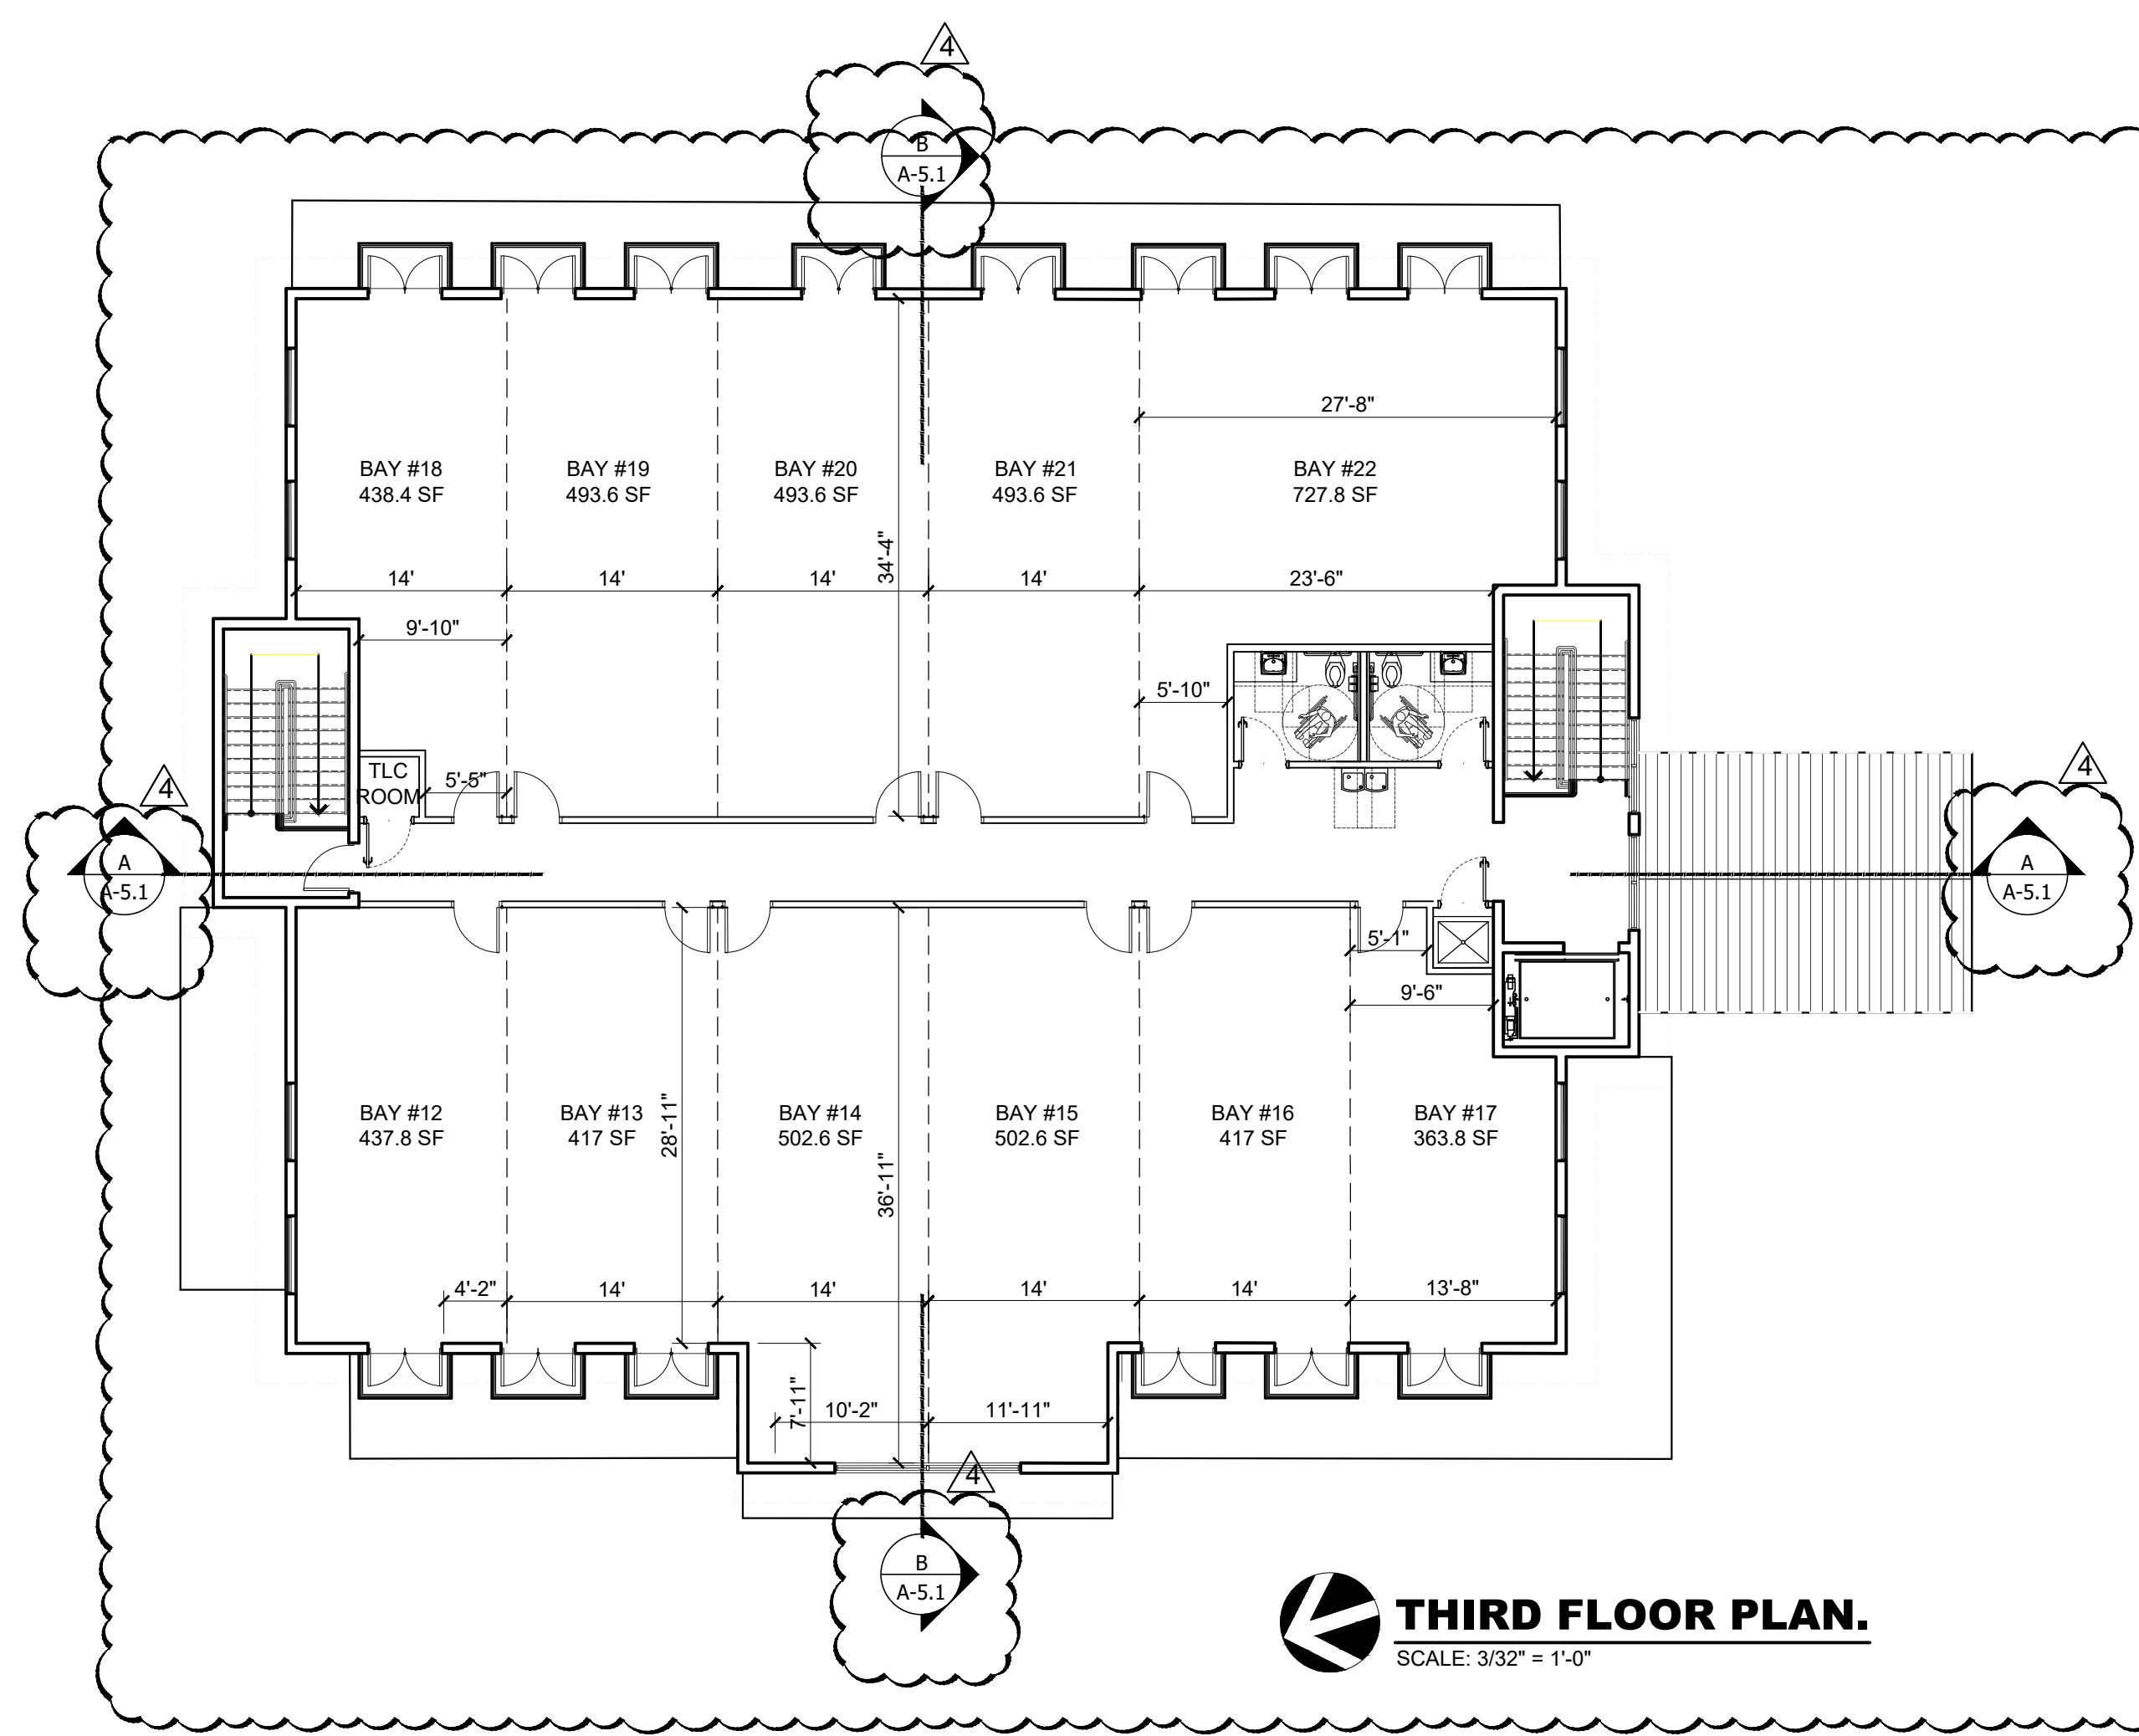 4
B
A-5.1
27'-8"
BAY #18
438.4 SF
BAY #19
493.6 SF
BAY #20
493.6 SF
BAY #21
493.6 SF
BAY #22
727.8 SF
34'-4"
14'
14'
14'
14'
23'-6"
9'-10"
5'-10"
TLC
ROOM
5'-5"
4
4
A
A-5.1
A
A-5.1
5'-1"
9'-6"
BAY #12
437.8 SF
BAY #13
417 SF
28'-11"
BAY #14
502.6 SF
36'-11"
BAY #15
502.6 SF
BAY #16
417 SF
BAY #17
363.8 SF
4'-2"
14'
14'
14'
14'
13'-8"
7'-11"
10'-2"
11'-11"
4
B
A-5.1
THIRD FLOOR PLAN.
SCALE: 3/32" = 1'-0"